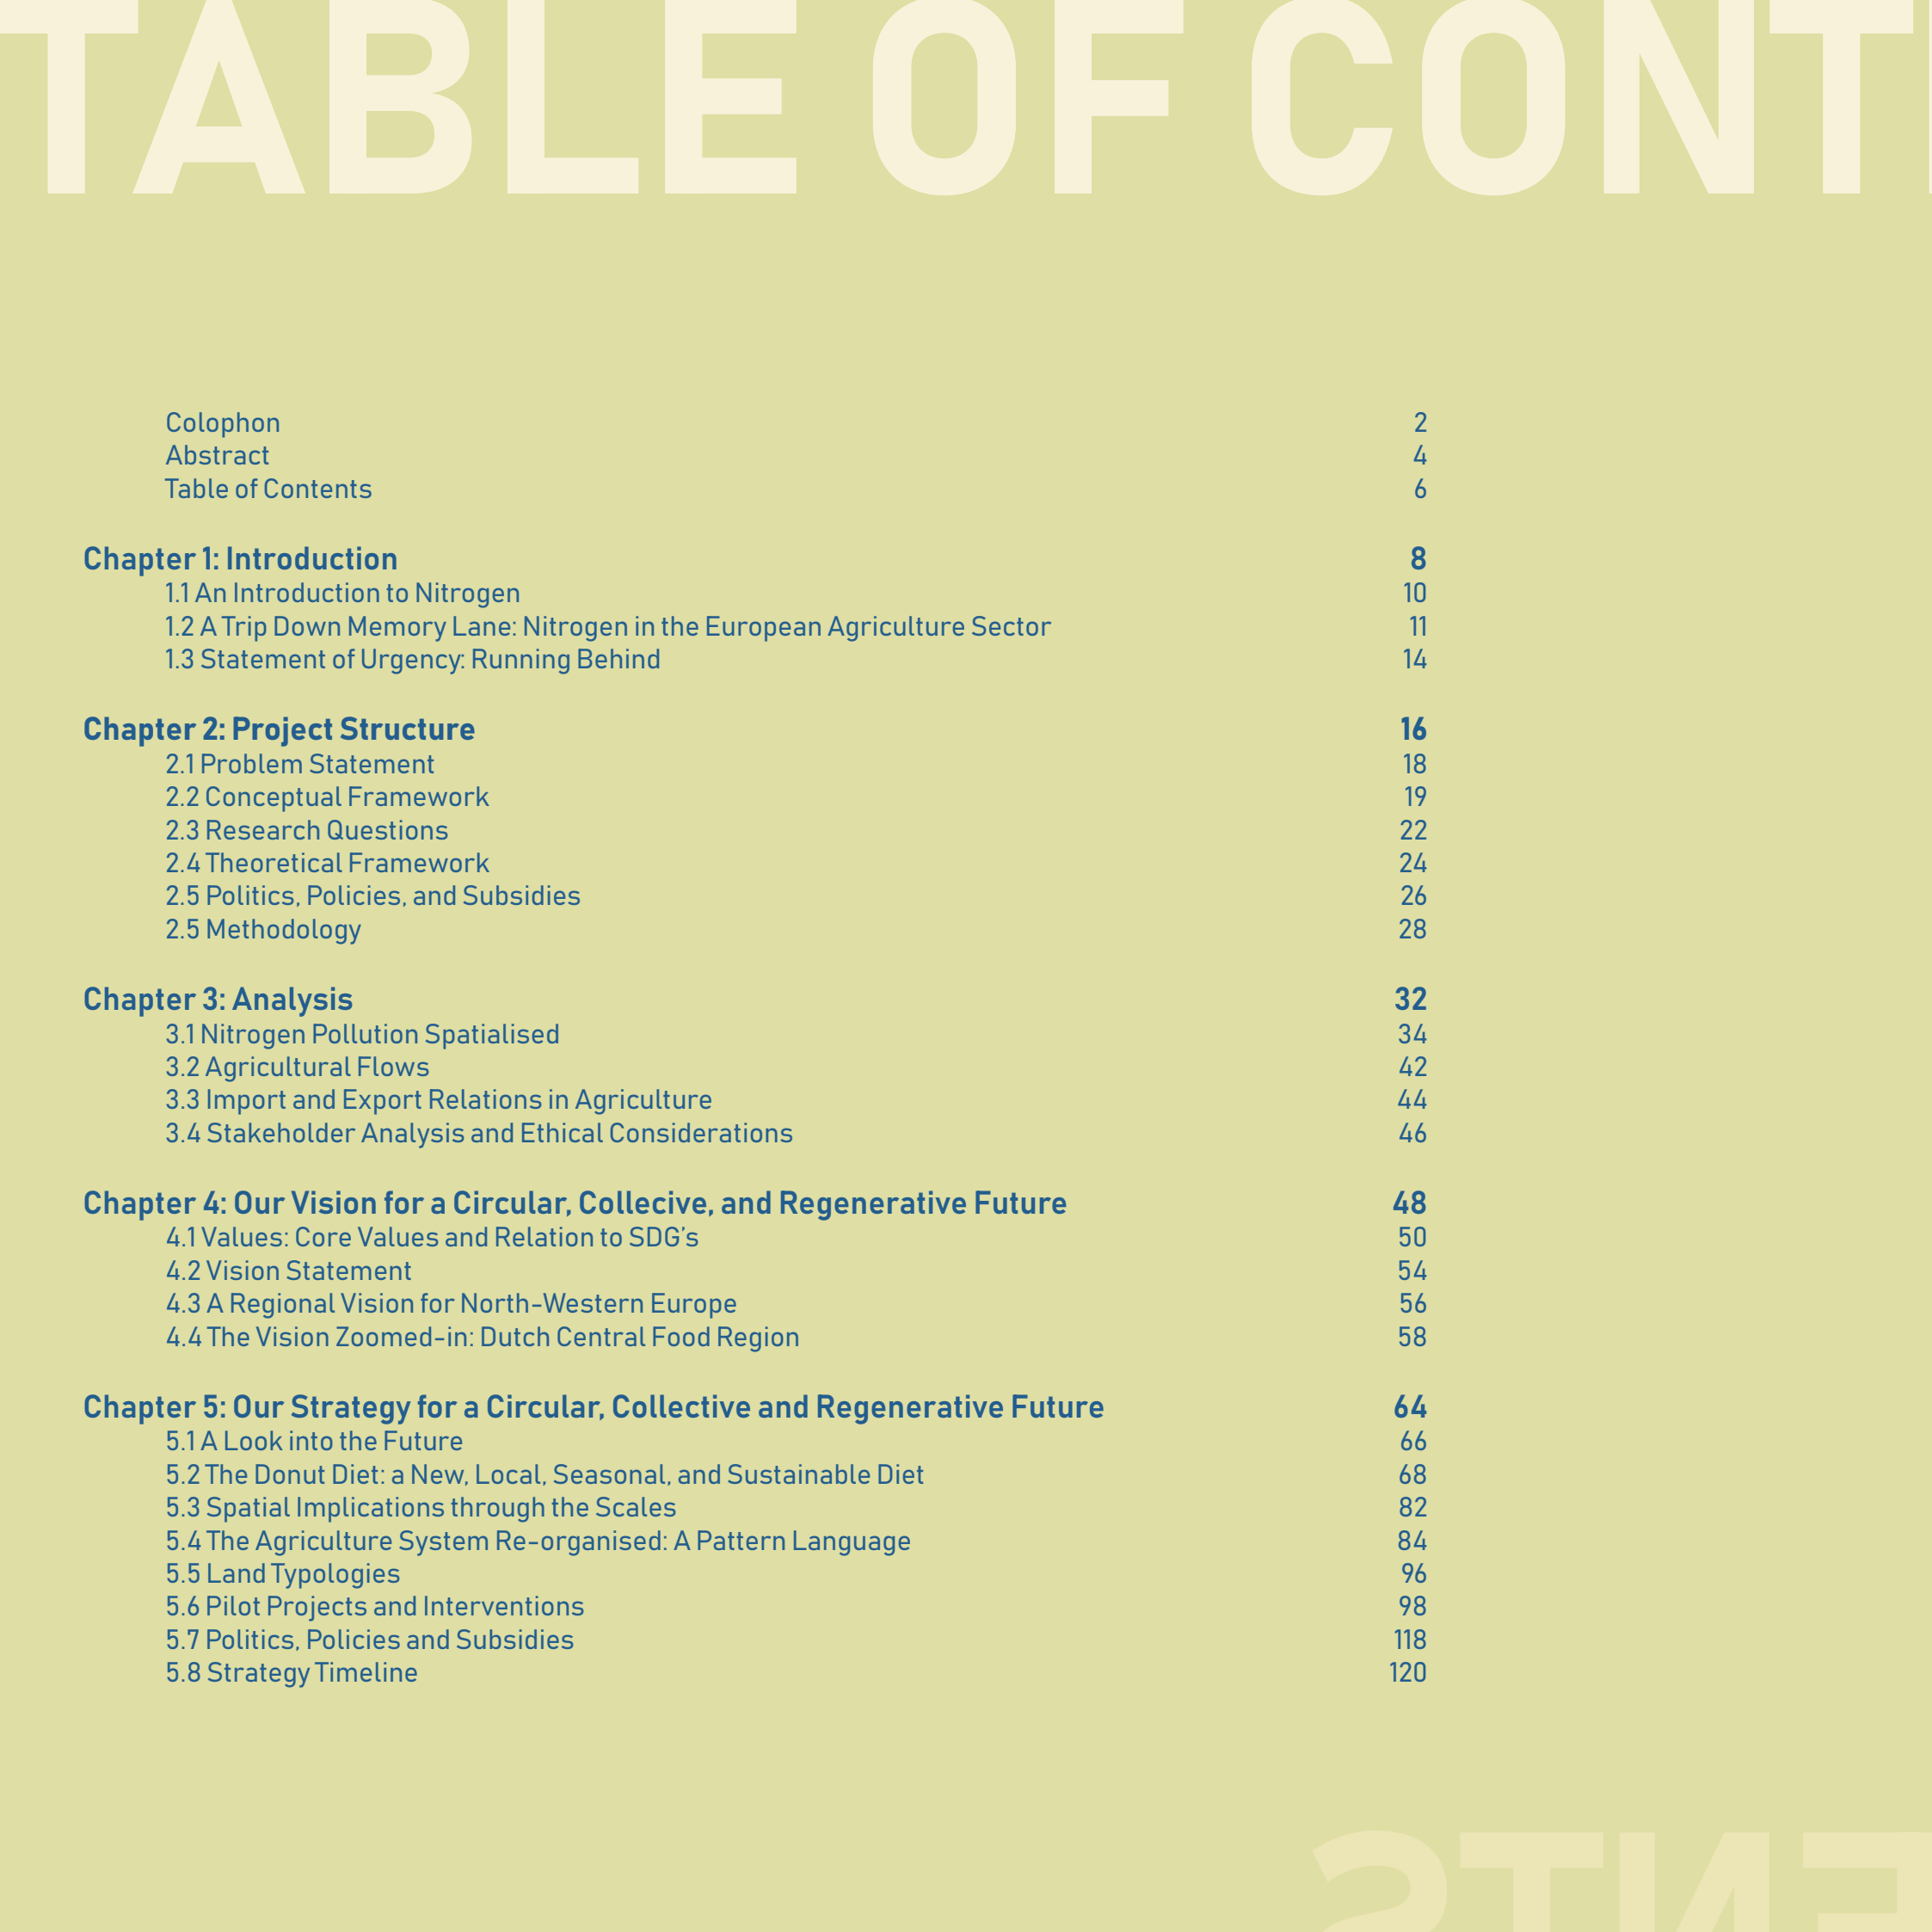 TABLE OF CONT
Colophon 2
Abstract 4
Table of Contents 6
Chapter 1: Introduction 8
1.1 An Introduction to Nitrogen 10
1.2 A Trip Down Memory Lane: Nitrogen in the European Agriculture Sector 11
1.3 Statement of Urgency: Running Behind 14
Chapter 2: Project Structure 16
2.1 Problem Statement 18
2.2 Conceptual Framework 19
2.3 Research Questions 22
2.4 Theoretical Framework 24
2.5 Politics, Policies, and Subsidies 26
2.5 Methodology 28
Chapter 3: Analysis 32
3.1 Nitrogen Pollution Spatialised 34
3.2 Agricultural Flows 42
3.3 Import and Export Relations in Agriculture 44
3.4 Stakeholder Analysis and Ethical Considerations 46
Chapter 4: Our Vision for a Circular, Collecive, and Regenerative Future 48
4.1 Values: Core Values and Relation to SDG’s 50
4.2 Vision Statement 54
4.3 A Regional Vision for North-Western Europe 56
4.4 The Vision Zoomed-in: Dutch Central Food Region 58
Chapter 5: Our Strategy for a Circular, Collective and Regenerative Future 64
5.1 A Look into the Future 66
5.2 The Donut Diet: a New, Local, Seasonal, and Sustainable Diet 68
5.3 Spatial Implications through the Scales 82
5.4 The Agriculture System Re-organised: A Pattern Language 84
5.5 Land Typologies 96
5.6 Pilot Projects and Interventions 98
5.7 Politics, Policies and Subsidies 118
5.8 Strategy Timeline 120
ENTS